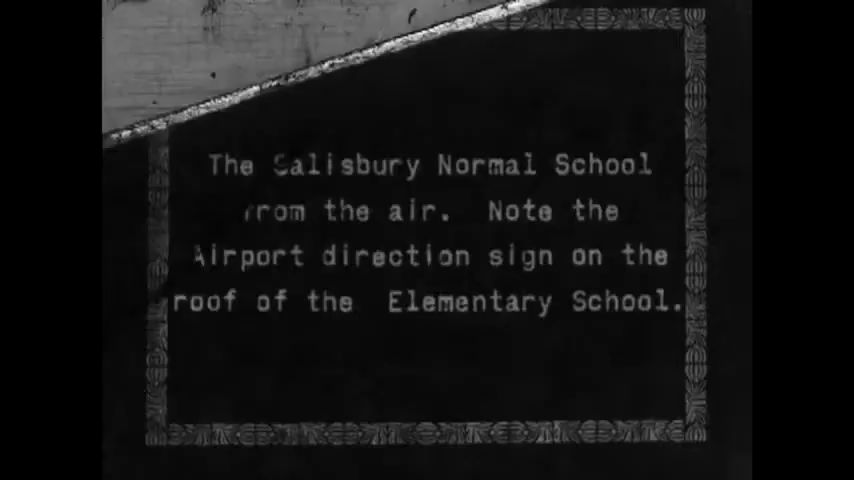 The Salisbury Normal School
from the air. Note the
Airport direction sign on the
roof of the Elementary School.